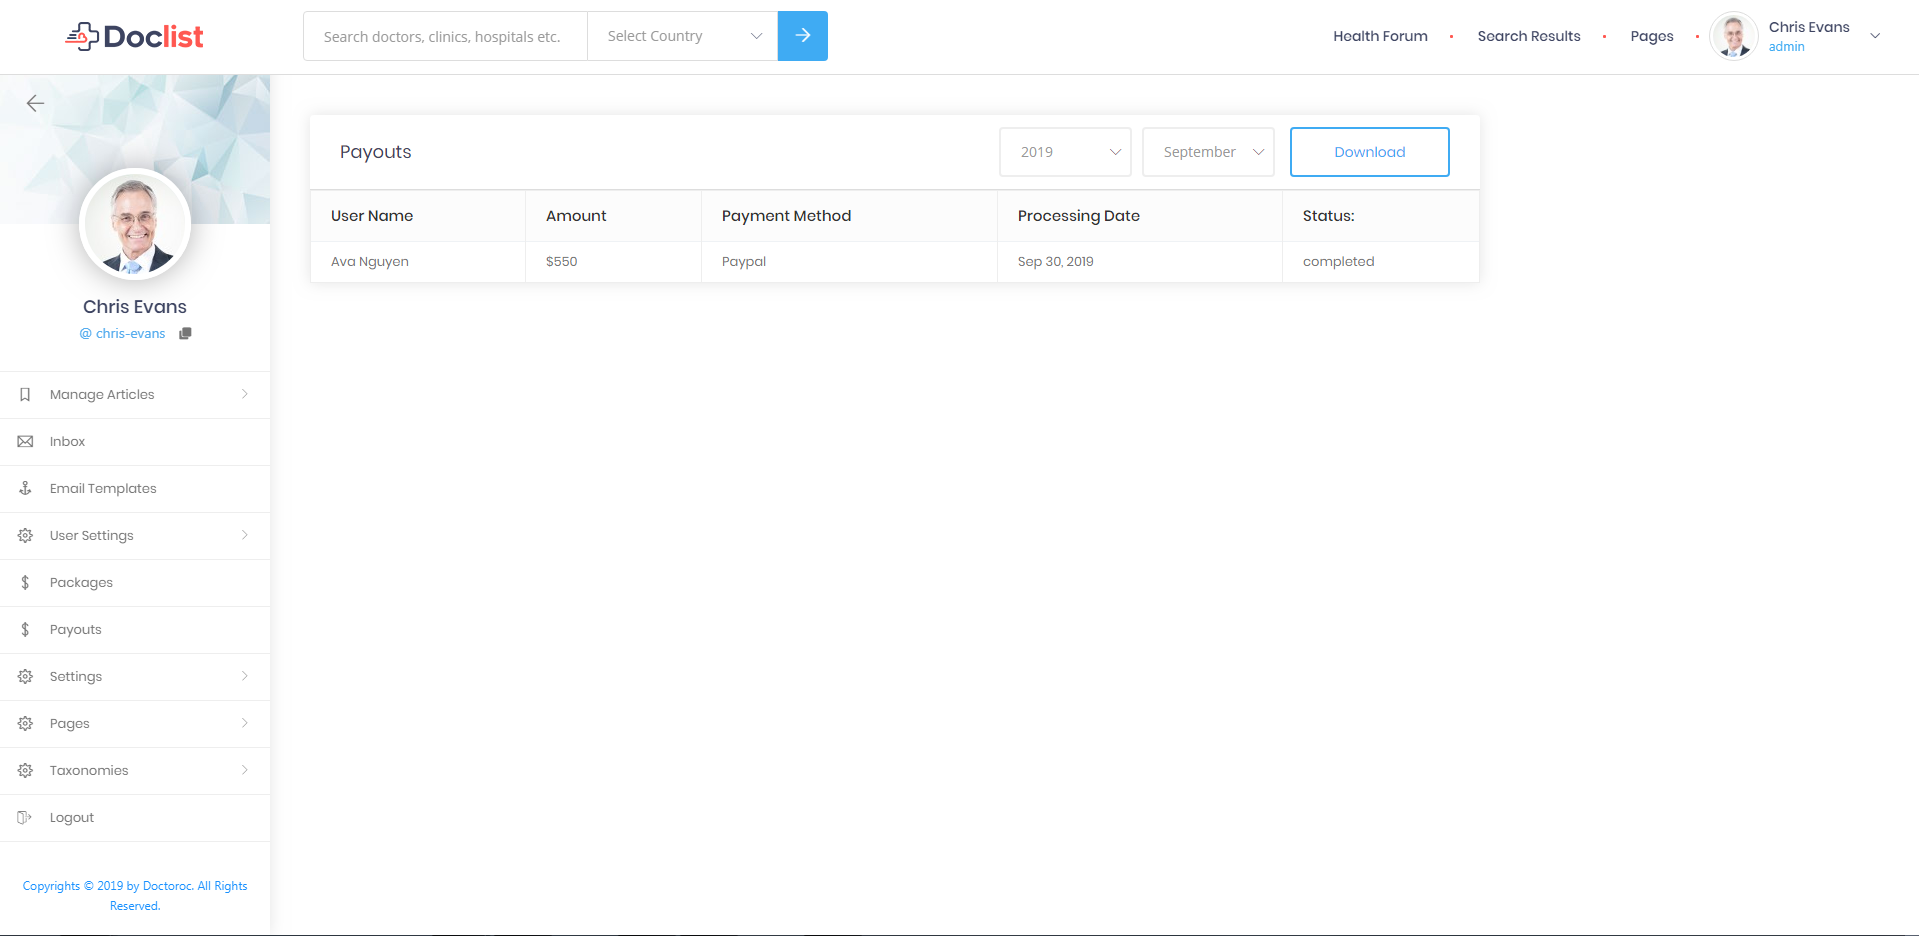 Doclist
Search doctors, clinics, hospitals etc.
Select Country
Health Forum
Search Results
Pages
Chris Evans
admin
Chris Evans
@ chris-evans
Manage Articles
Inbox
Email Templates
User Settings
Packages
Payouts
Settings
Pages
Taxonomies
Logout
Copyrights © 2019 by Doctoroc. All Rights
Reserved.
Payouts
2019
September
Download
User Name Amount Payment Method Processing Date Status:
Ava Nguyen $550 Paypal Sep 30, 2019 completed